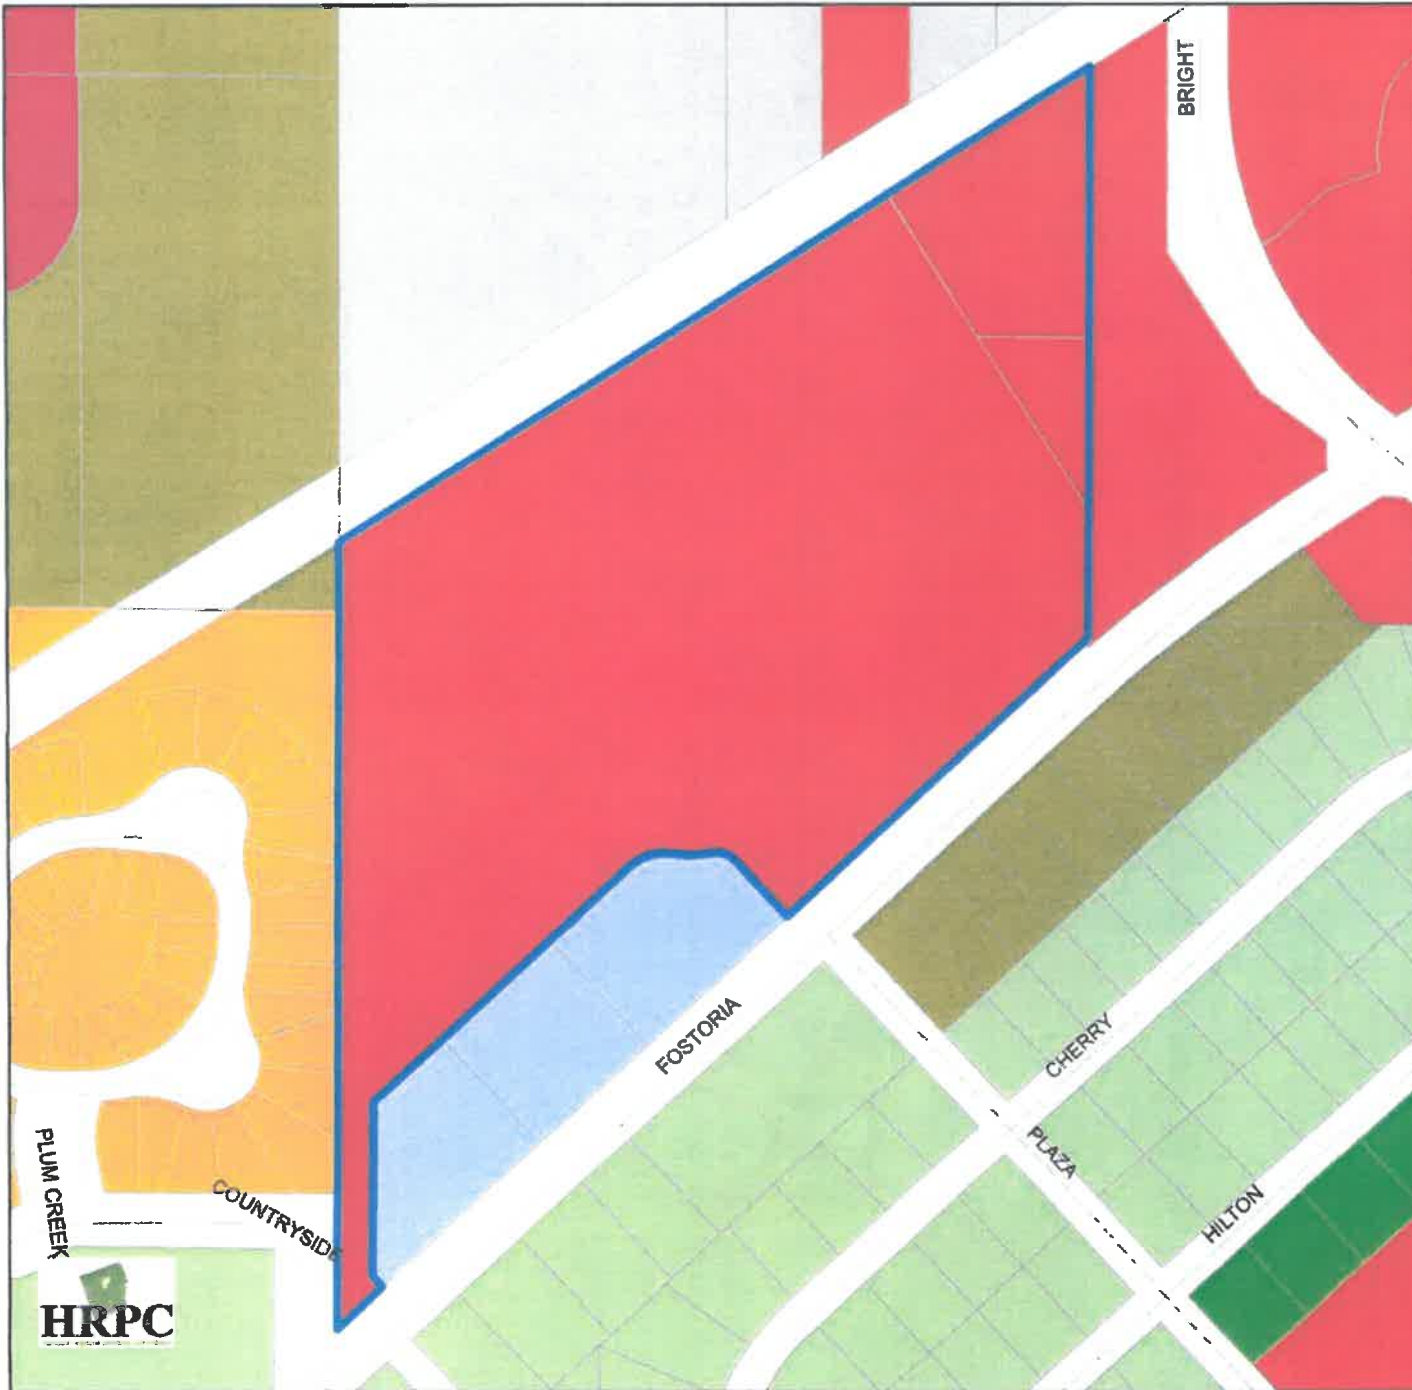 BRIGHT
FOSTORIA
CHERRY
PLAZA
HILTON
COUNTRYSIDE
PLUM CREEK
HRPC